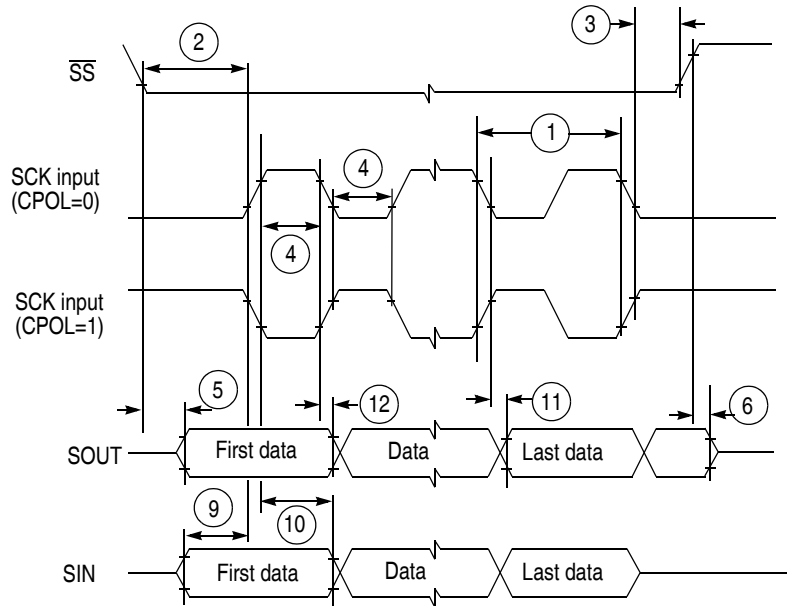 2
3
SS
1
SCK input
(CPOL=0)
4
4
SCK input
(CPOL=1)
5
12
11
6
SOUT
First data
Data
Last data
9
10
SIN
First data
Data
Last data